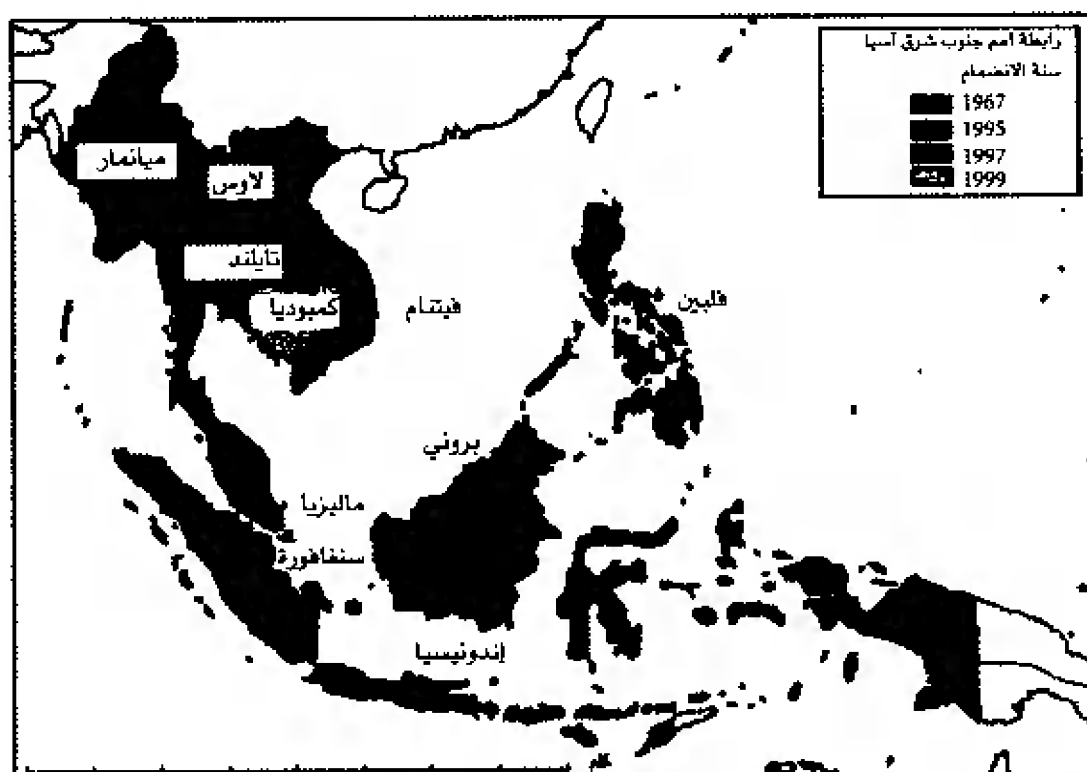 رابطة أمم جنوب شرق آسيا
سنة الانضمام
1967
1995
1997
1999
ميانمار
لاوس
تايلند
كمبوديا
فيتنام
فلبين
بروني
ماليزيا
سنغافورة
إندونيسيا